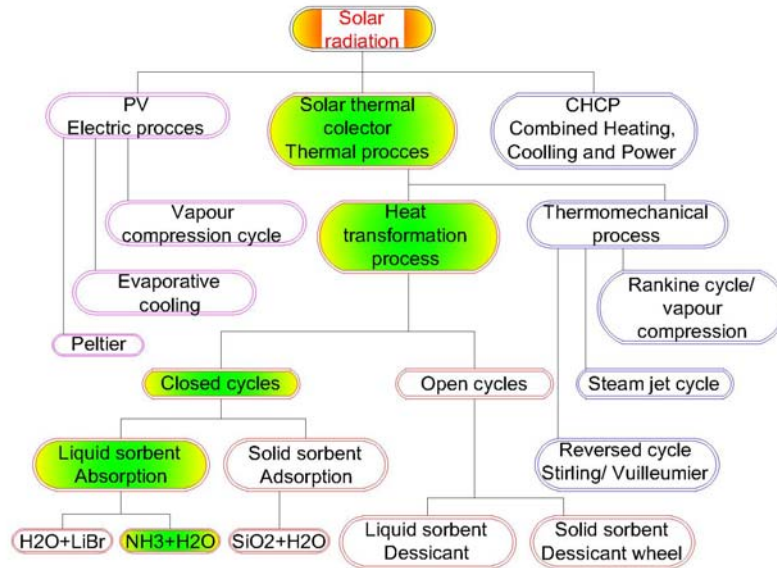 Solar
radiation
PV
Electric procces
Solar thermal
colector
Thermal procces
CHCP
Combined Heating,
Coolling and Power
Vapour
compression cycle
Heat
transformation
process
Thermomechanical
process
Evaporative
cooling
Rankine cycle/
vapour
compression
Peltier
Closed cycles
Open cycles
Steam jet cycle
Liquid sorbent
Absorption
Solid sorbent
Adsorption
Reversed cycle
Stirling/ Vuilleumier
H2O+LiBr
NH3+H2O
SiO2+H2O
Liquid sorbent
Dessicant
Solid sorbent
Dessicant wheel